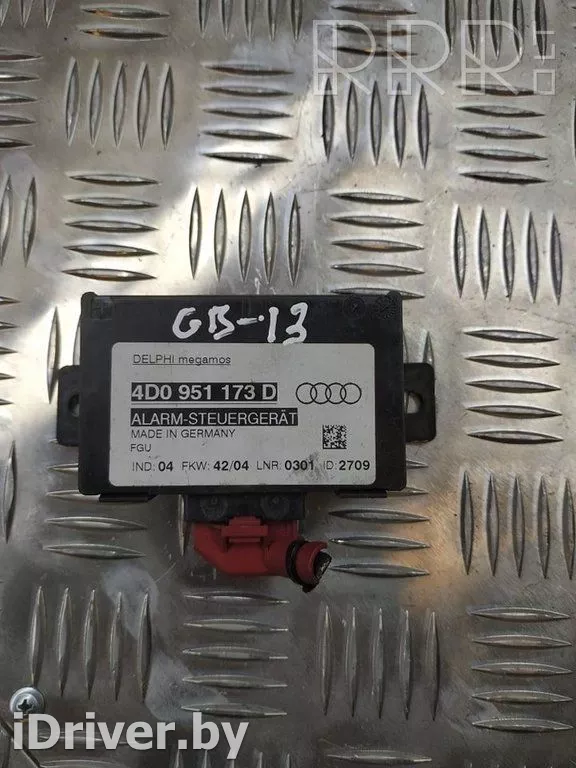 RRR:
GB-13
DELPHI megamos
4D0 951 173 D
ALARM-STEUERGERÄT
MADE IN GERMANY
FGU
IND: 04 FKW: 42/04 LNR: 0301 ID: 2709
iDriver.by